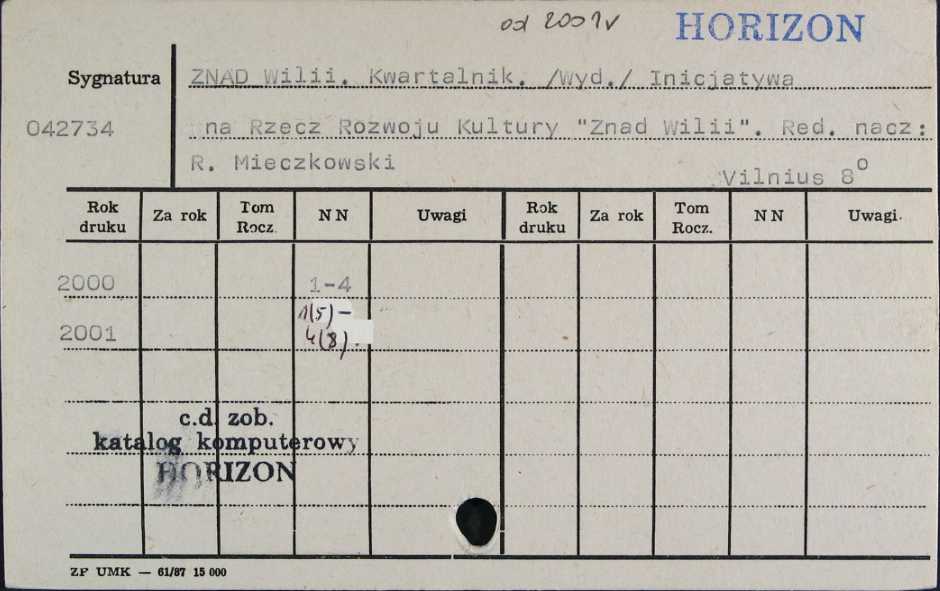 od 2001 HORIZON
Sygnatura ZNAD Wilii. Kwartalnik. /Wyd./ Inicjatywa
042734 na Rzecz Rozwoju Kultury "Znad Wilii". Red. nacz:
R. Mieczkowski
Vilnius 8°
Rok druku Za rok Tom Rocz. NN Uwagi Rok druku Za rok Tom Rocz. NN Uwagi.
2000 1-4
1(5)-
2001 4(8).
c.d. zob.
katalog komputerowy
HORIZON
ZF UMK — 61/87 15 000